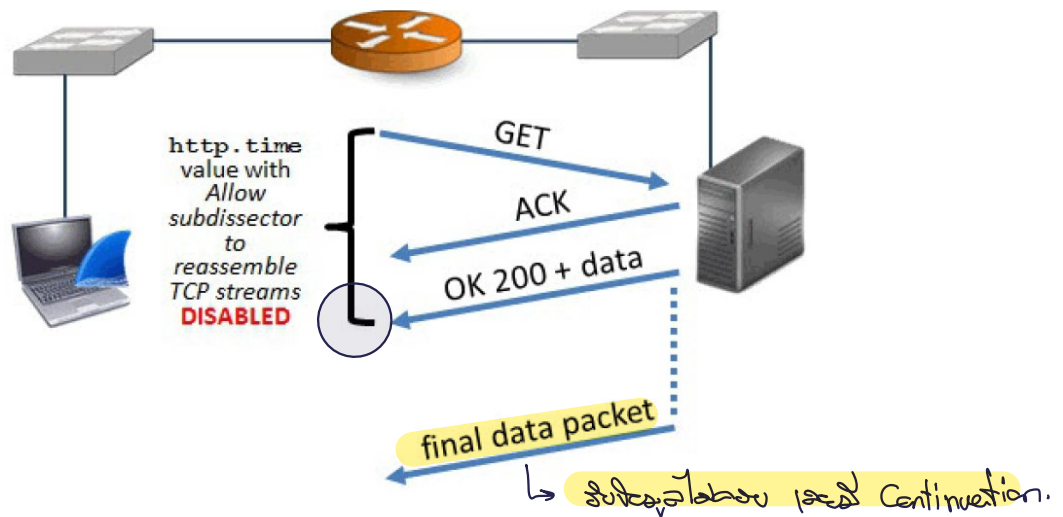 http.time
value with
Allow
subdissector
to
reassemble
TCP streams
DISABLED
GET
ACK
OK 200 + data
final data packet
Continuation.